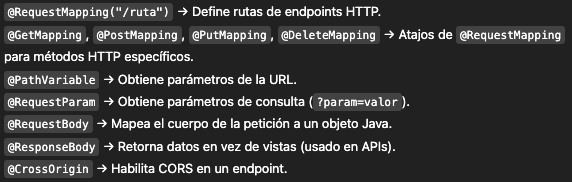 @RequestMapping("/ruta") → Define rutas de endpoints HTTP.
@GetMapping, @PostMapping, @PutMapping, @DeleteMapping → Atajos de @RequestMapping
para métodos HTTP específicos.
@PathVariable → Obtiene parámetros de la URL.
@RequestParam → Obtiene parámetros de consulta (?param=valor).
@RequestBody → Mapea el cuerpo de la petición a un objeto Java.
@ResponseBody → Retorna datos en vez de vistas (usado en APIs).
@CrossOrigin → Habilita CORS en un endpoint.